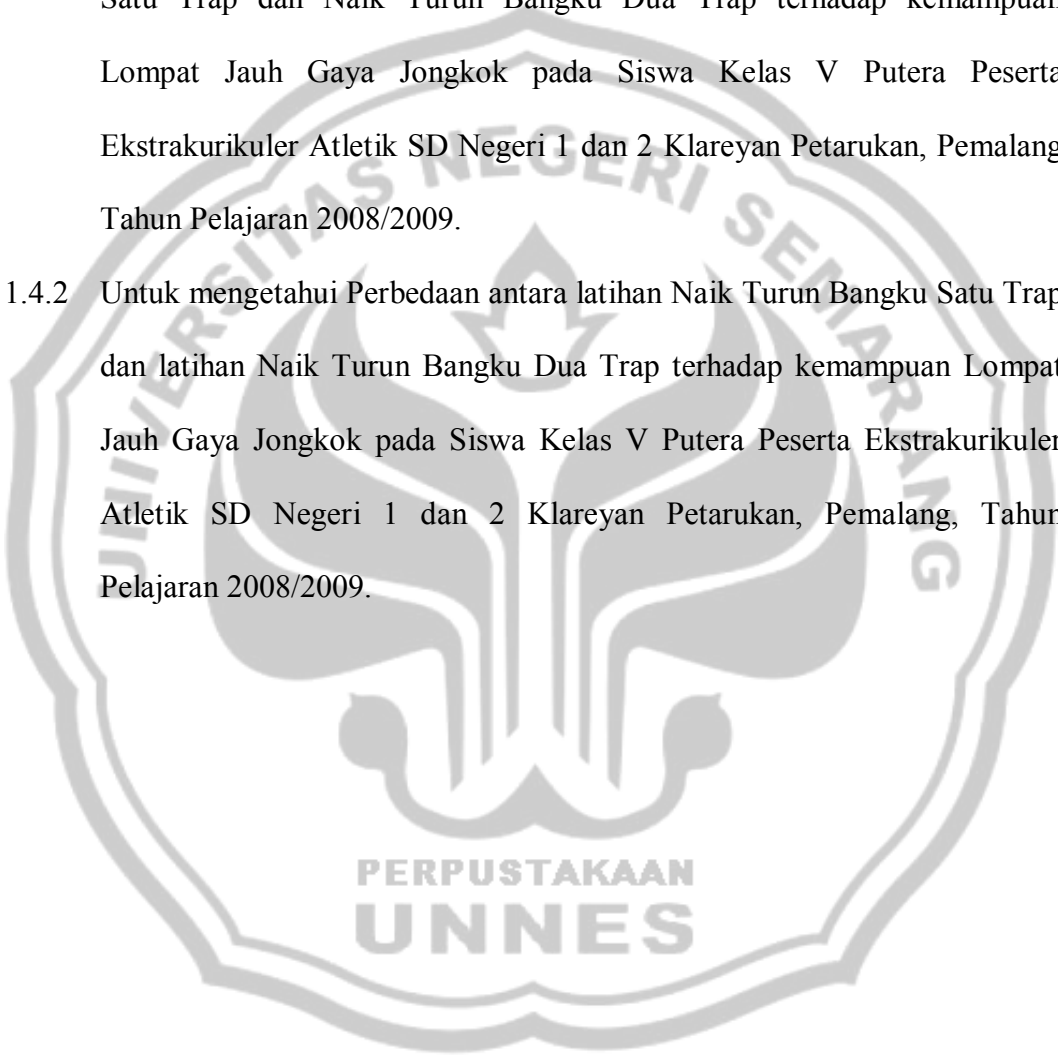 Satu Trap dan Naik Turun Bangku Dua Trap terhadap kemampuan
Lompat Jauh Gaya Jongkok pada Siswa Kelas V Putera Peserta
Ekstrakurikuler Atletik SD Negeri 1 dan 2 Klareyan Petarukan, Pemalang
Tahun Pelajaran 2008/2009.
1.4.2 Untuk mengetahui Perbedaan antara latihan Naik Turun Bangku Satu Trap
dan latihan Naik Turun Bangku Dua Trap terhadap kemampuan Lompat
Jauh Gaya Jongkok pada Siswa Kelas V Putera Peserta Ekstrakurikuler
Atletik SD Negeri 1 dan 2 Klareyan Petarukan, Pemalang, Tahun
Pelajaran 2008/2009.
UNIVERSITAS NEGERI SEMARANG
PERPUSTAKAAN
UNNES